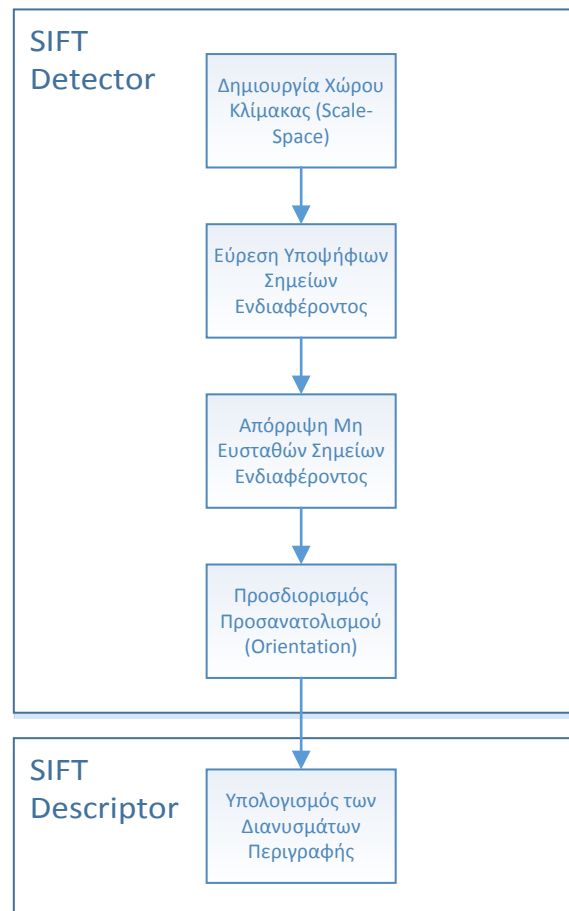 SIFT
Detector
Δημιουργία Χώρου
Κλίμακας (Scale-
Space)
Εύρεση Υποψήφιων
Σημείων
Ενδιαφέροντος
Απόρριψη Μη
Ευσταθών Σημείων
Ενδιαφέροντος
Προσδιορισμός
Προσανατολισμού
(Orientation)
SIFT
Descriptor
Υπολογισμός των
Διανυσμάτων
Περιγραφής